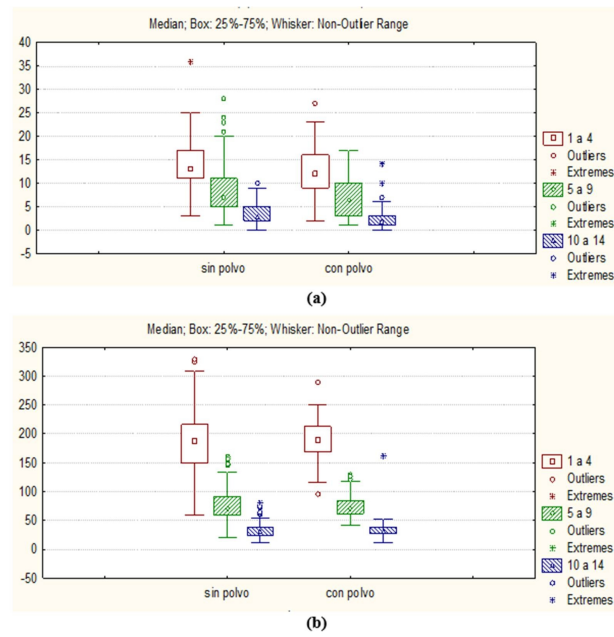 Median; Box: 25%-75%; Whisker: Non-Outlier Range
40
35
30
25
20
15
10
5
0
-5
sin polvo
con polvo
1 a 4
Outliers
Extremes
5 a 9
Outliers
Extremes
10 a 14
Outliers
Extremes
(a)
Median; Box: 25%-75%; Whisker: Non-Outlier Range
350
300
250
200
150
100
50
0
-50
sin polvo
con polvo
1 a 4
Outliers
Extremes
5 a 9
Outliers
Extremes
10 a 14
Outliers
Extremes
(b)